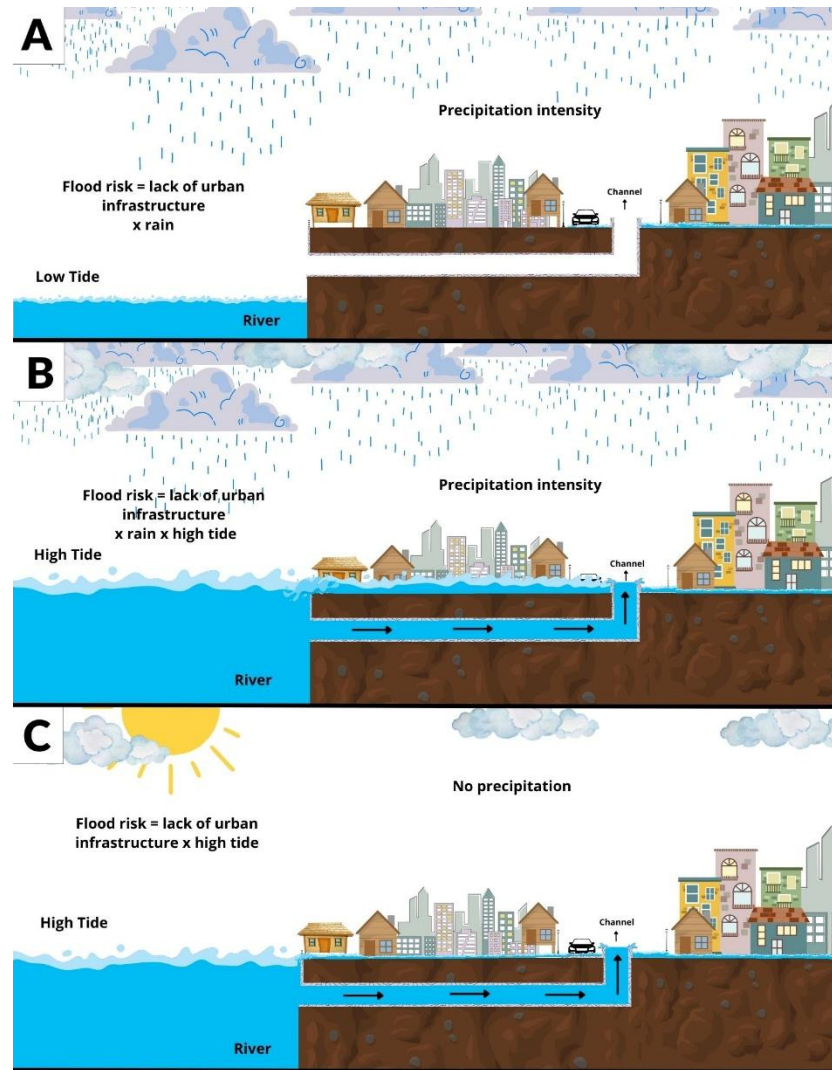 A
Precipitation intensity
Flood risk = lack of urban
infrastructure
x rain
Channel
Low Tide
River
B
Precipitation intensity
Flood risk = lack of urban
infrastructure
x rain x high tide
High Tide
Channel
River
C
No precipitation
Flood risk = lack of urban
infrastructure x high tide
High Tide
Channel
River